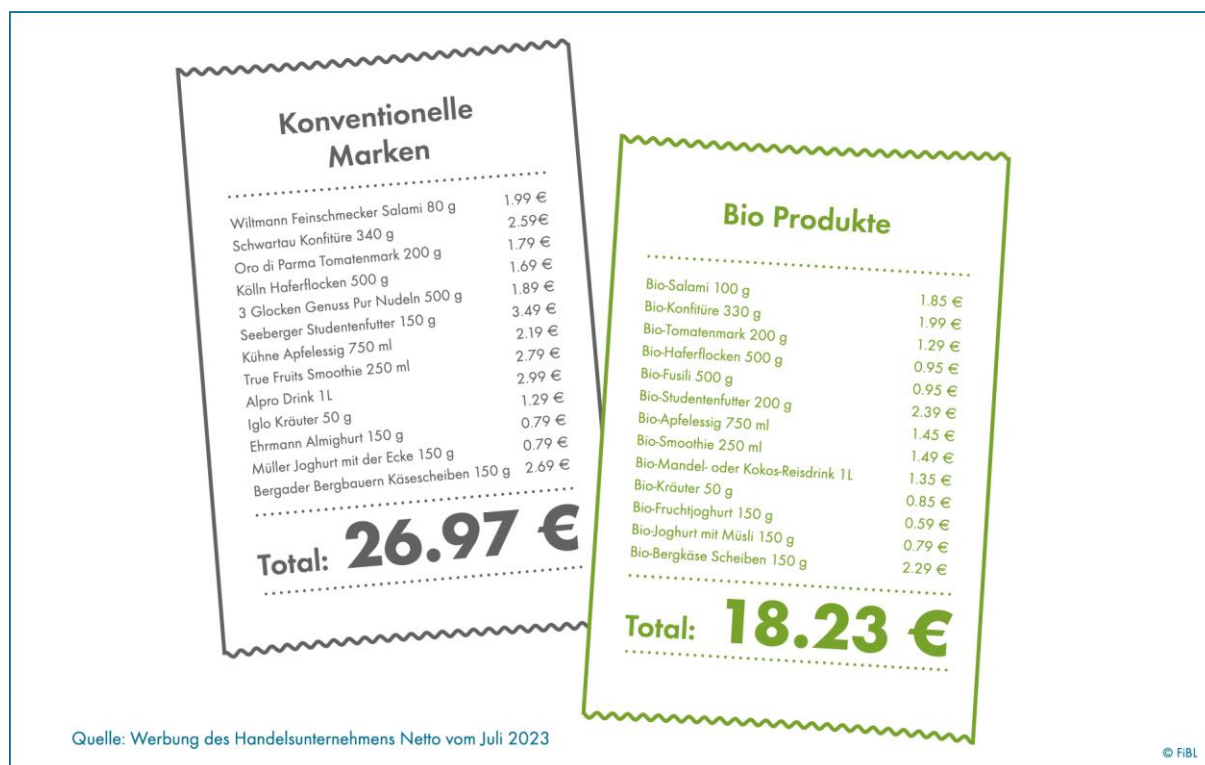 Konventionelle
Marken
Wiltmann Feinschmecker Salami 80 g 1.99 €
Schwartau Konfitüre 340 g 2.59€
Oro di Parma Tomatenmark 200 g 1.79 €
Kölln Haferflocken 500 g 1.69 €
3 Glocken Genuss Pur Nudeln 500 g 1.89 €
Seeberger Studentenfutter 150 g 3.49 €
Kühne Apfelessig 750 ml 2.19 €
True Fruits Smoothie 250 ml 2.79 €
Alpro Drink 1L 2.99 €
Iglo Kräuter 50 g 1.29 €
Ehrmann Almighurt 150 g 0.79 €
Müller Joghurt mit der Ecke 150 g 0.79 €
Bergader Bergbauern Käsescheiben 150 g 2.69 €
Total: 26.97 €
Bio Produkte
Bio-Salami 100 g 1.85 €
Bio-Konfitüre 330 g 1.99 €
Bio-Tomatenmark 200 g 1.29 €
Bio-Haferflocken 500 g 0.95 €
Bio-Fusili 500 g 0.95 €
Bio-Studentenfutter 200 g 2.39 €
Bio-Apfelessig 750 ml 1.45 €
Bio-Smoothie 250 ml 1.49 €
Bio-Mandel- oder Kokos-Reisdrink 1L 1.35 €
Bio-Kräuter 50 g 0.85 €
Bio-Fruchtjoghurt 150 g 0.59 €
Bio-Joghurt mit Müsli 150 g 0.79 €
Bio-Bergkäse Scheiben 150 g 2.29 €
Total: 18.23 €
Quelle: Werbung des Handelsunternehmens Netto vom Juli 2023
© FiBL